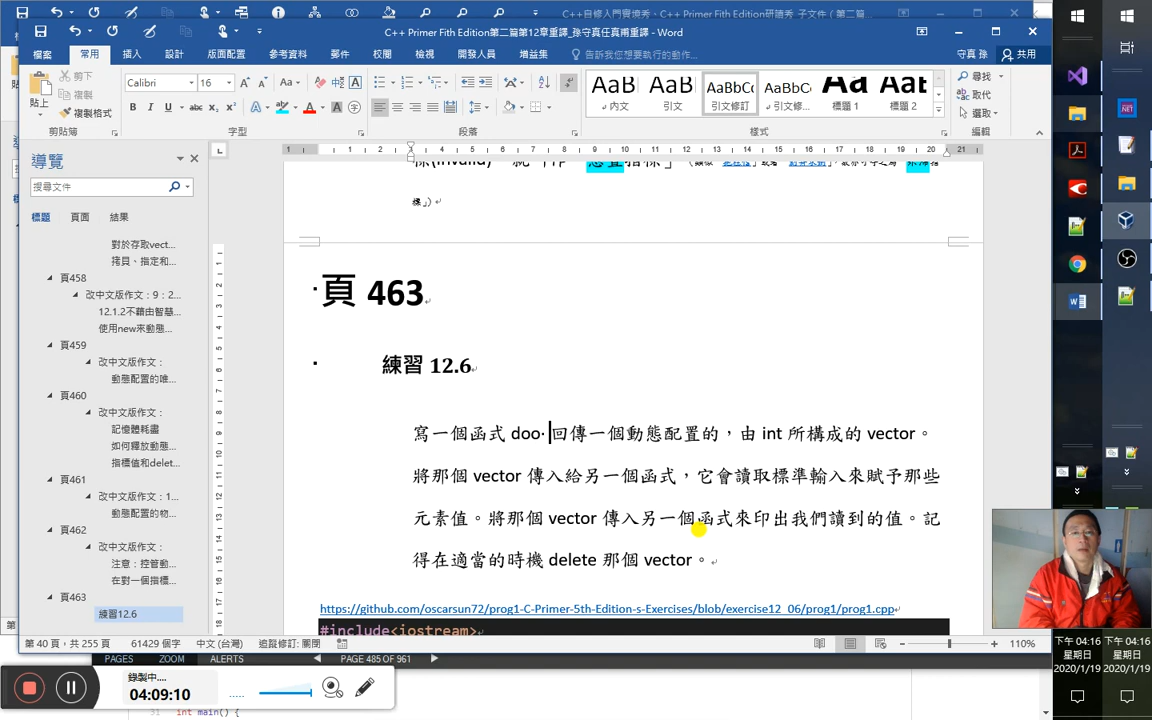 C++自修入門實境秀、C++ Primer Fifth Edition研讀秀 子文件（第二篇
C++ Primer Fifth Edition第二篇第12章重譯_孫守真任真甫重譯 - Word
檔案 常用 插入 設計 版面配置 參考資料 郵件 校閱 檢視 開發人員 增益集 告訴我您想要執行的動作... 守真 孫 共用
貼上 剪下 複製 複製格式
Calibri 16
AaB AaB AaBbCc AaBbCc AaB Aat
內文 引文 引文修訂 引文修... 標題 1 標題 2
尋找 取代 選取
剪貼簿 字型 段落 樣式 編輯
導覽
搜尋文件
標題 頁面 結果
對於存取vect...
拷貝、指定和...
頁458
改中文版作文：9：2...
12.1.2不藉由智慧...
使用new來動態...
頁459
改中文版作文：
動態配置的唯...
頁460
改中文版作文：
記憶體耗盡
如何釋放動態...
指標值和delet...
頁461
改中文版作文：1...
動態配置的物...
頁462
改中文版作文：
注意：控管動...
在對一個指標...
頁463
練習12.6
樣」）
頁 463
練習 12.6
寫一個函式 doo 回傳一個動態配置的，由 int 所構成的 vector。
將那個 vector 傳入給另一個函式，它會讀取標準輸入來賦予那些
元素值。將那個 vector 傳入另一個函式來印出我們讀到的值。記
得在適當的時機 delete 那個 vector。
https://github.com/oscarsun72/prog1-C-Primer-5th-Edition-s-Exercises/blob/exercise12_06/prog1/prog1.cpp
#include<iostream>
第 40 頁，共 255 頁 61429 個字 中文 (台灣) 追蹤修訂: 關閉 110%
PAGES ZOOM ALERTS PAGE 485 OF 961
錄製中....
04:09:10
31 int main() {
下午 04:16 下午 04:16
星期日 星期日
2020/1/19 2020/1/19